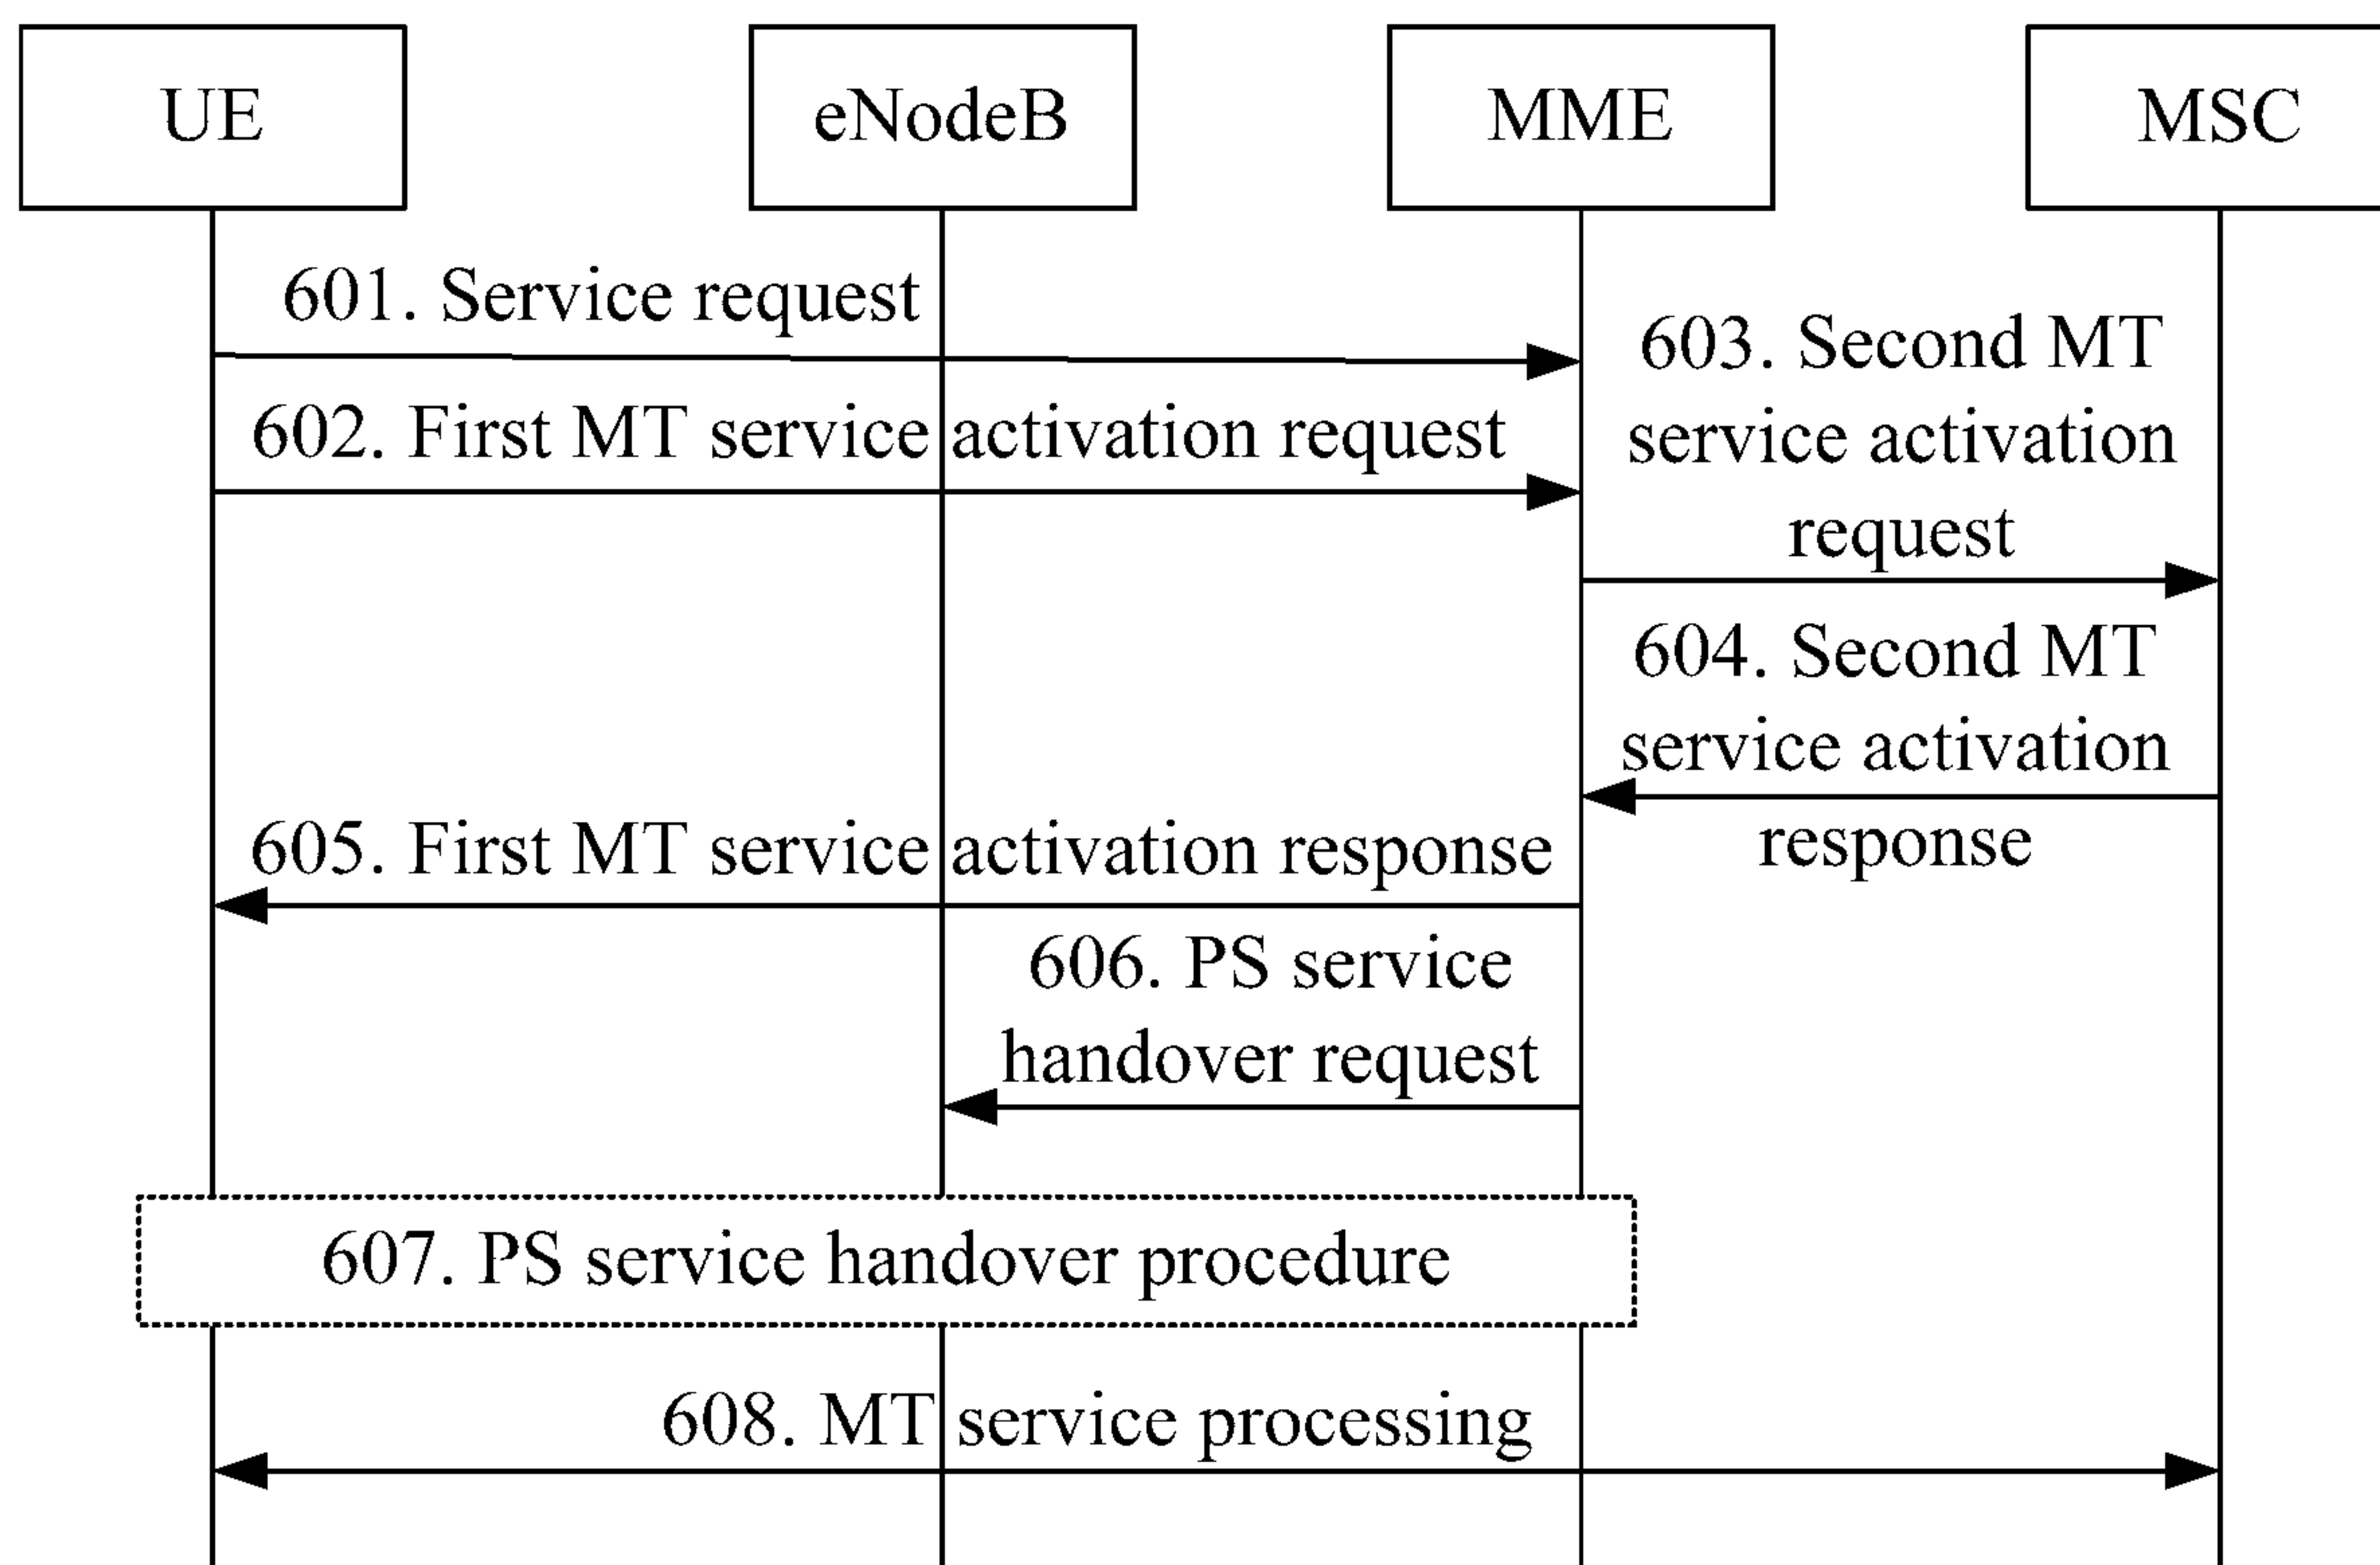 UE
eNodeB
MME
MSC
601. Service request
602. First MT service activation request
603. Second MT
service activation
request
604. Second MT
service activation
response
605. First MT service activation response
606. PS service
handover request
607. PS service handover procedure
608. MT service processing